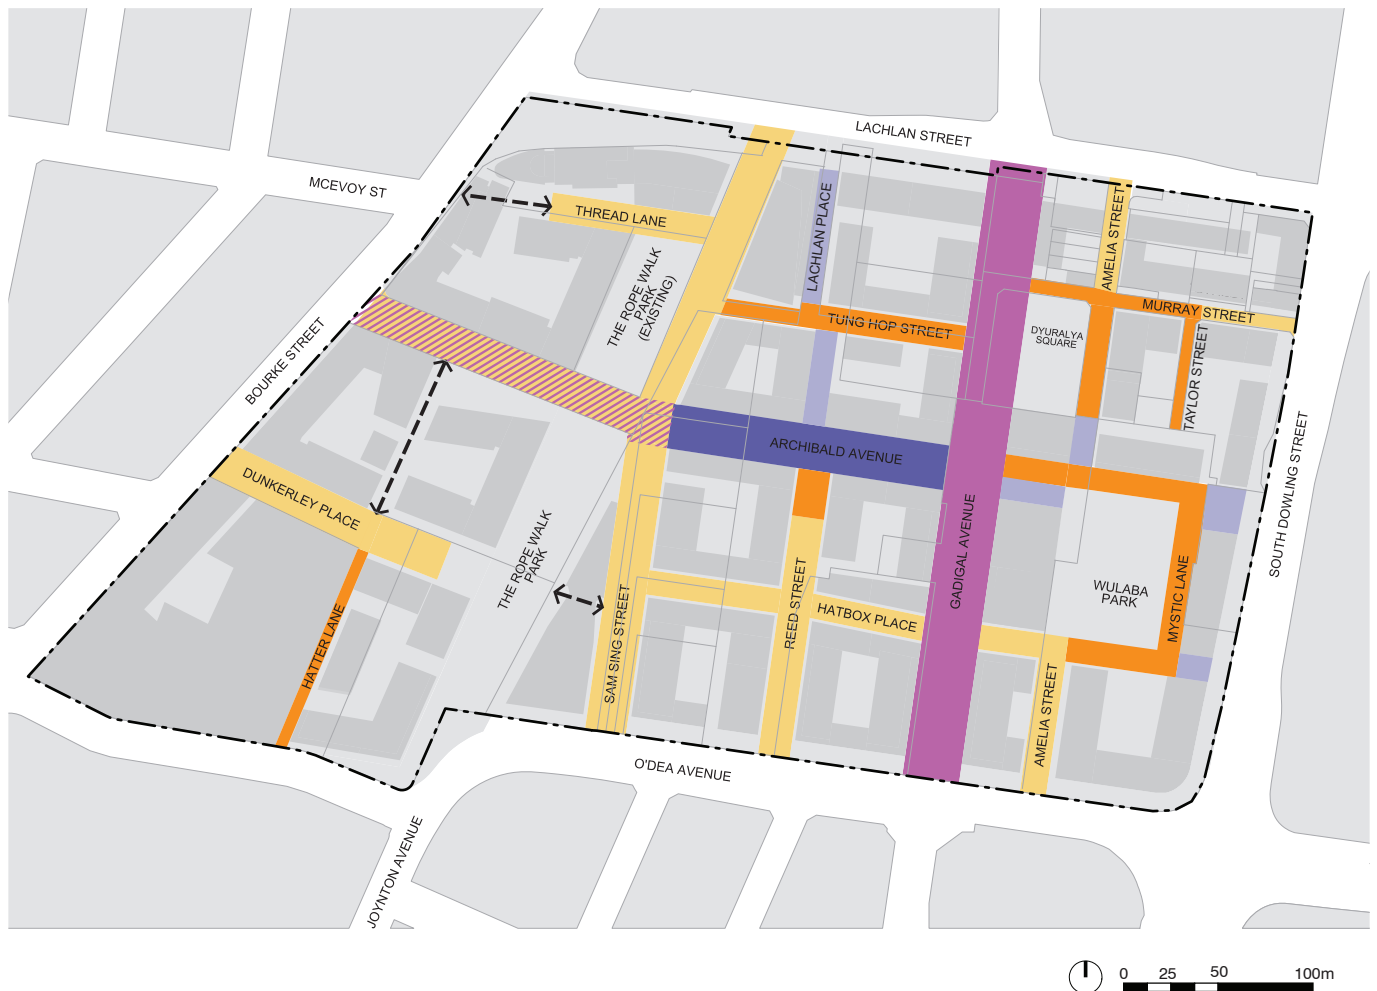 LACHLAN STREET
MCEVOY ST
THREAD LANE
LACHLAN PLACE
AMELIA STREET
THE ROPE WALK
PARK
(EXISTING)
MURRAY STREET
TUNG HOP STREET
DYURALYA
SQUARE
TAYLOR STREET
BOURKE STREET
ARCHIBALD AVENUE
SOUTH DOWLING STREET
DUNKERLEY PLACE
GADIGAL AVENUE
THE ROPE WALK
PARK
WULABA
PARK
MYSTIC LANE
REED STREET
HATBOX PLACE
SAM SING STREET
HATTER LANE
AMELIA STREET
O'DEA AVENUE
JOYNTON AVENUE
0 25 50 100m